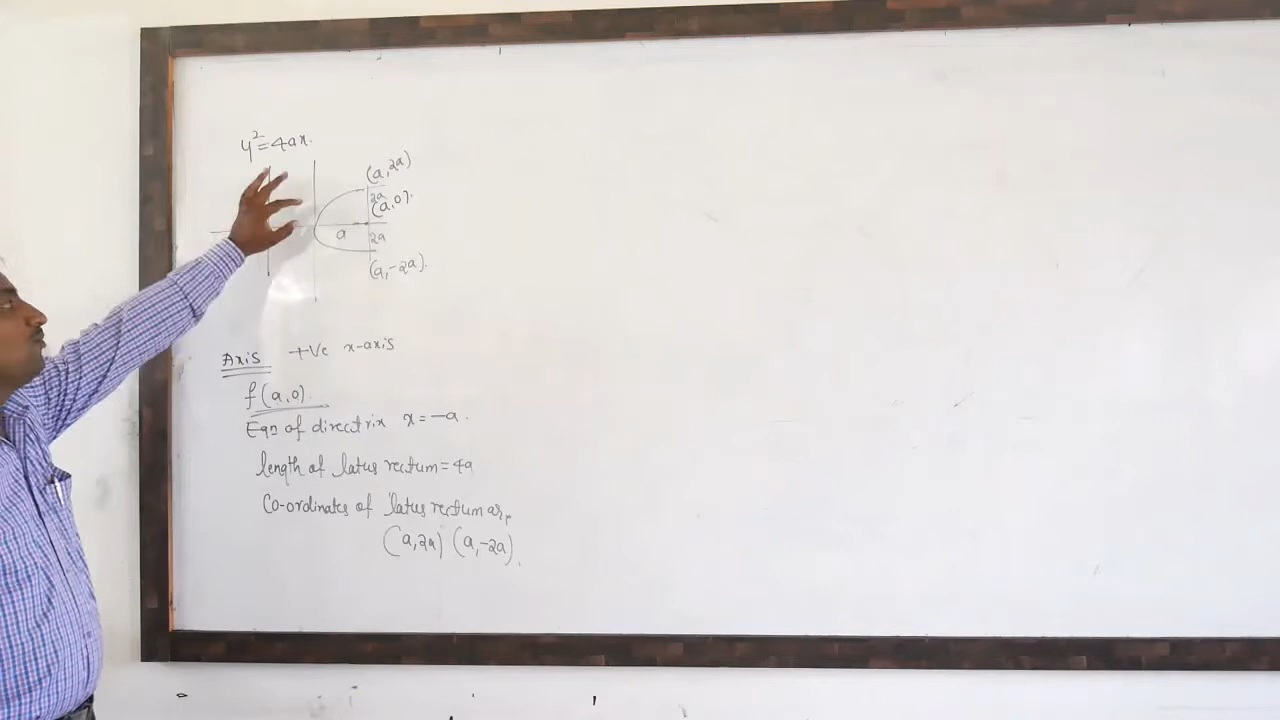 y²=4ax.
(a,2a)
2a
(a,0).
a
2a
(a,-2a).
Axis +ve x-axis
f(a,0).
Eqn of directrix x=-a.
length of latus rectum=4a
Co-ordinates of latus rectum are
(a,2a) (a,-2a).